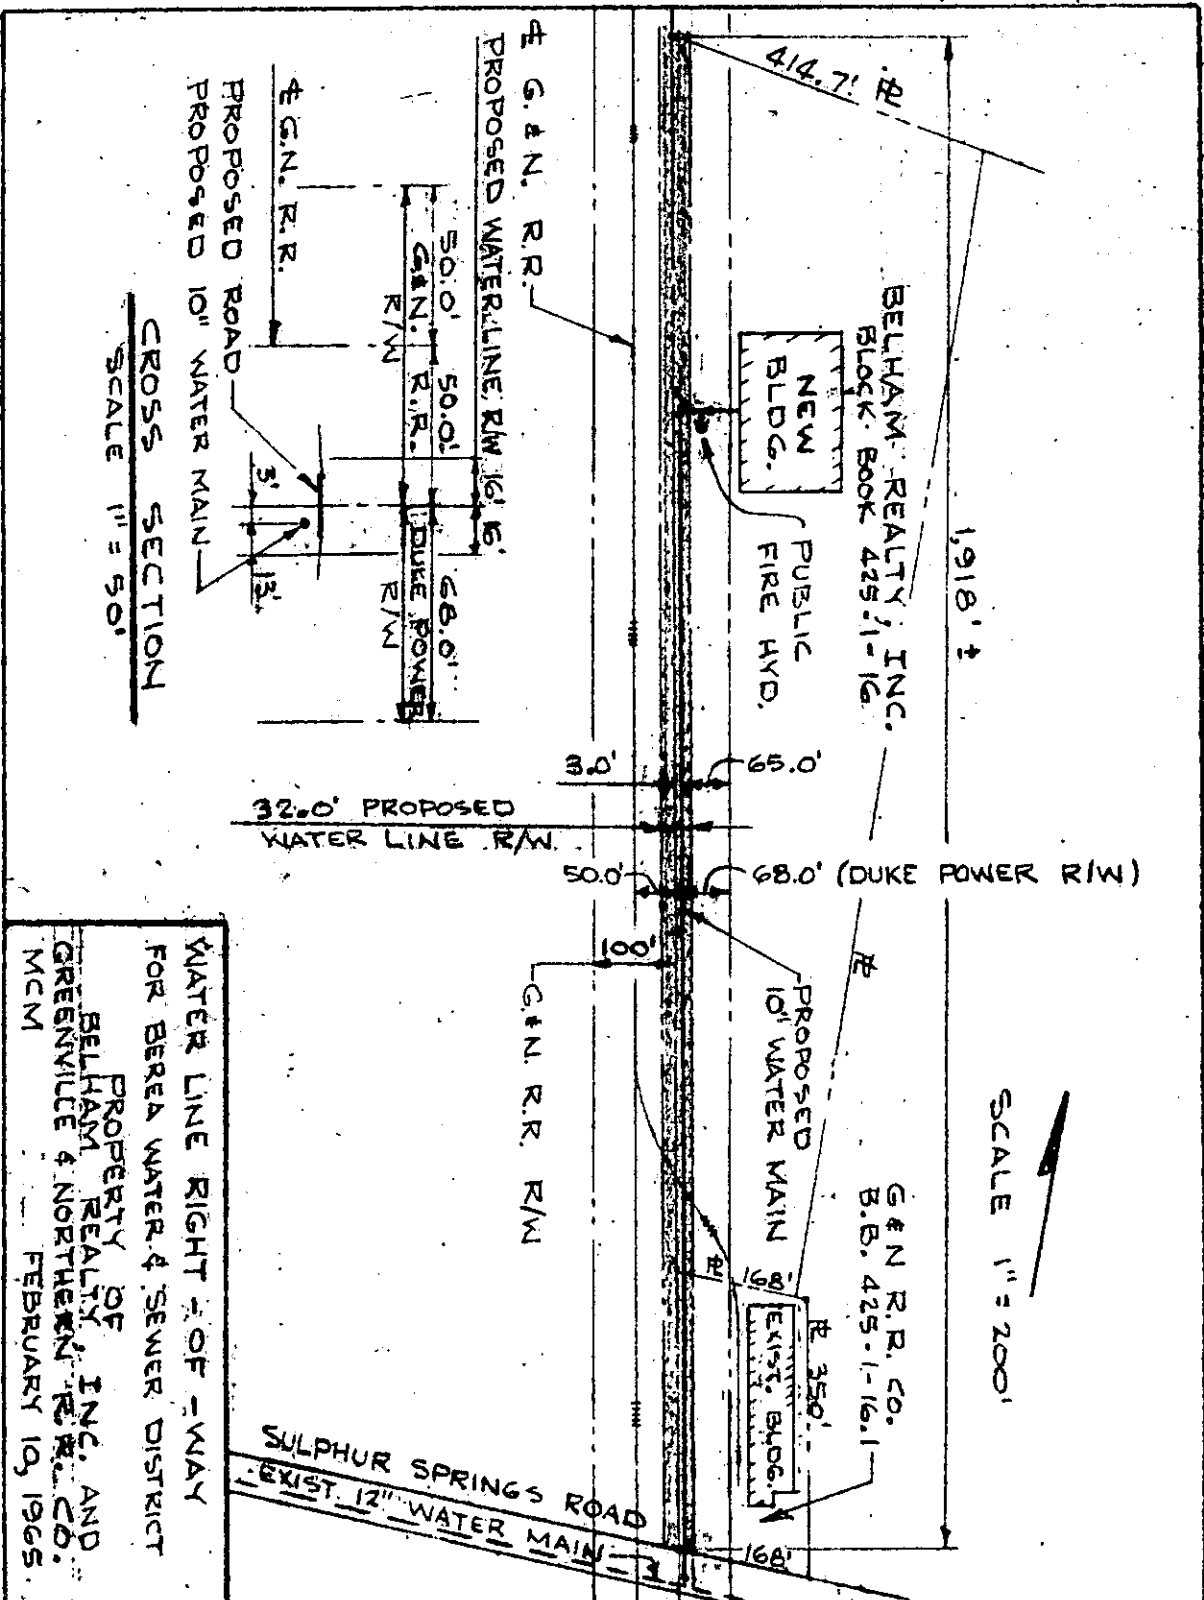 414.7'
PL
1,918' ±
BELHAM REALTY, INC.
BLOCK BOOK 425-1-16
NEW
BLDG.
PUBLIC
FIRE HYD.
SCALE 1" = 200'
G & N R.R. CO.
B.B. 425-1-16.1
PL 350'
168'
PL
EXIST. BLDG.
168'
PL
PROPOSED
10" WATER MAIN
65.0'
3.0'
32.0' PROPOSED
WATER LINE R/W
50.0'
68.0' (DUKE POWER R/W)
100'
G & N. R.R. R/W
℄ G. & N. R.R.
PROPOSED WATER LINE R/W 16' 16'
50.0' 50.0' 68.0'
G & N. R.R.
R/W
DUKE POWER
R/W
℄ G.N. R.R.
PROPOSED ROAD
PROPOSED 10" WATER MAIN
3' 13'
CROSS SECTION
SCALE 1" = 50'
SULPHUR SPRINGS ROAD
EXIST. 12" WATER MAIN
WATER LINE RIGHT-OF-WAY
FOR BEREA WATER & SEWER DISTRICT
PROPERTY OF
BELHAM REALTY, INC. AND
GREENVILLE & NORTHERN R.R. CO.
MCM FEBRUARY 10, 1965.